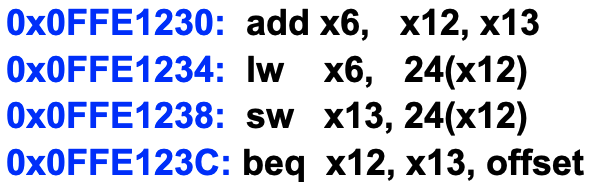 0x0FFE1230: add x6, x12, x13
0x0FFE1234: lw x6, 24(x12)
0x0FFE1238: sw x13, 24(x12)
0x0FFE123C: beq x12, x13, offset